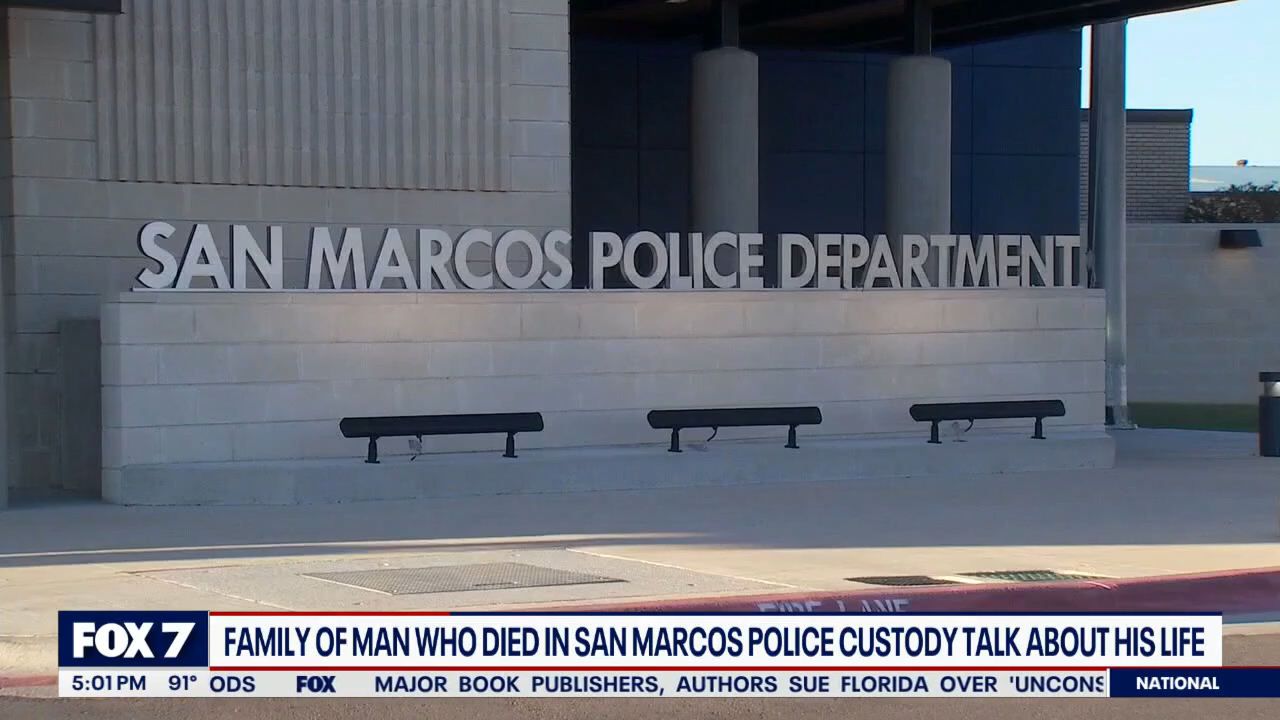 SAN MARCOS POLICE DEPARTMENT
FIRE LANE
FOX 7
FAMILY OF MAN WHO DIED IN SAN MARCOS POLICE CUSTODY TALK ABOUT HIS LIFE
5:01 PM 91° ODS FOX MAJOR BOOK PUBLISHERS, AUTHORS SUE FLORIDA OVER 'UNCONS NATIONAL